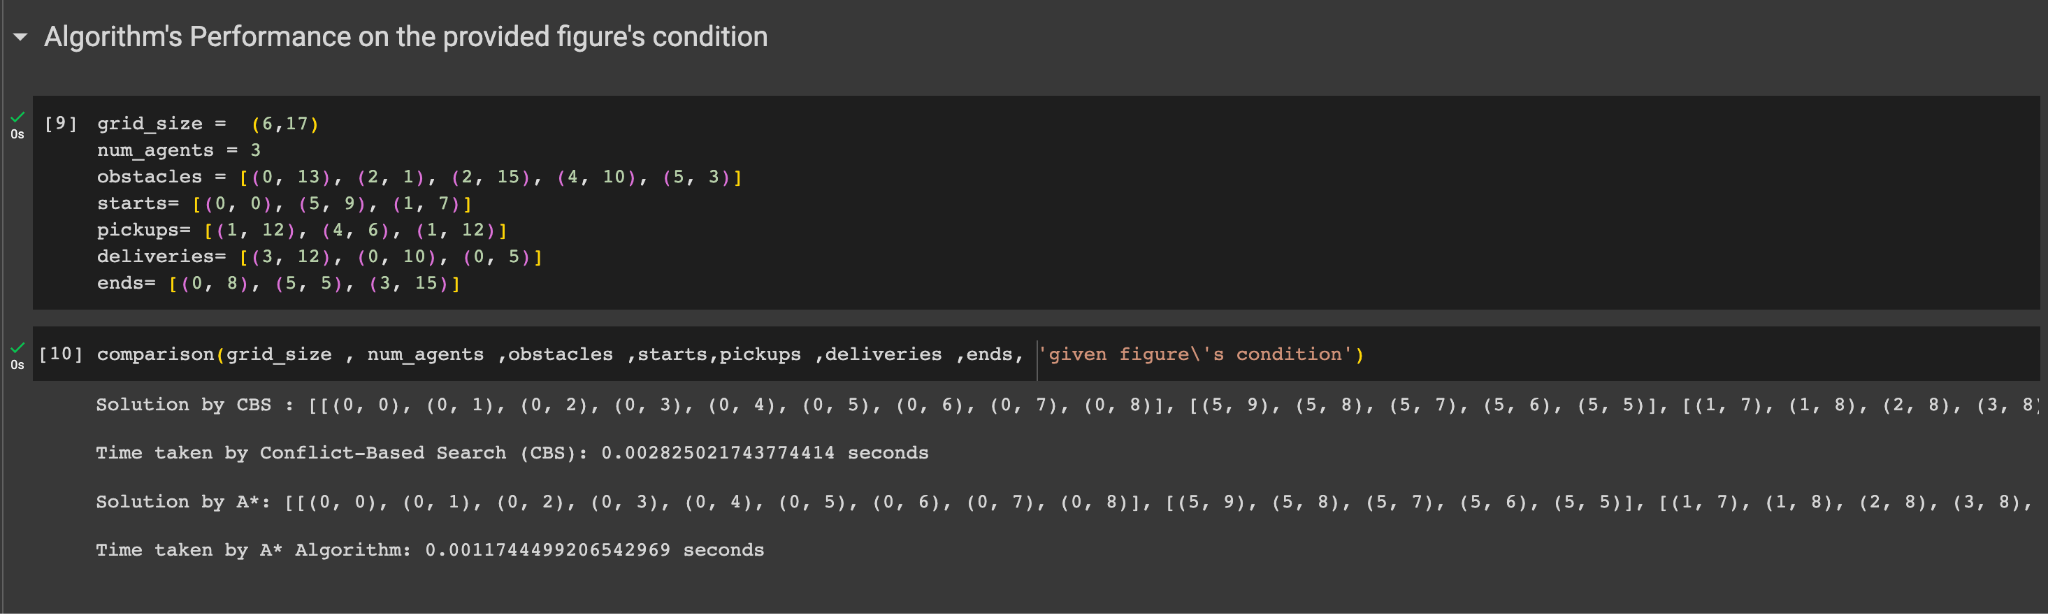 Algorithm's Performance on the provided figure's condition
[9] grid_size =  (6,17)
0s
num_agents = 3
obstacles = [(0, 13), (2, 1), (2, 15), (4, 10), (5, 3)]
starts= [(0, 0), (5, 9), (1, 7)]
pickups= [(1, 12), (4, 6), (1, 12)]
deliveries= [(3, 12), (0, 10), (0, 5)]
ends= [(0, 8), (5, 5), (3, 15)]
[10] comparison(grid_size , num_agents ,obstacles ,starts,pickups ,deliveries ,ends, 'given figure\'s condition')
0s
Solution by CBS : [[(0, 0), (0, 1), (0, 2), (0, 3), (0, 4), (0, 5), (0, 6), (0, 7), (0, 8)], [(5, 9), (5, 8), (5, 7), (5, 6), (5, 5)], [(1, 7), (1, 8), (2, 8), (3, 8)
Time taken by Conflict-Based Search (CBS): 0.002825021743774414 seconds
Solution by A*: [[(0, 0), (0, 1), (0, 2), (0, 3), (0, 4), (0, 5), (0, 6), (0, 7), (0, 8)], [(5, 9), (5, 8), (5, 7), (5, 6), (5, 5)], [(1, 7), (1, 8), (2, 8), (3, 8),
Time taken by A* Algorithm: 0.0011744499206542969 seconds